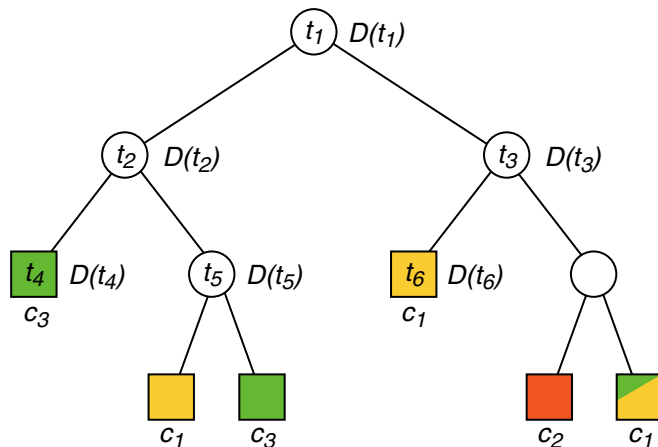 t1 D(t1)
t2 D(t2)
t3 D(t3)
t4 D(t4)
t5 D(t5)
t6 D(t6)
c3
c1
c1
c3
c2
c1